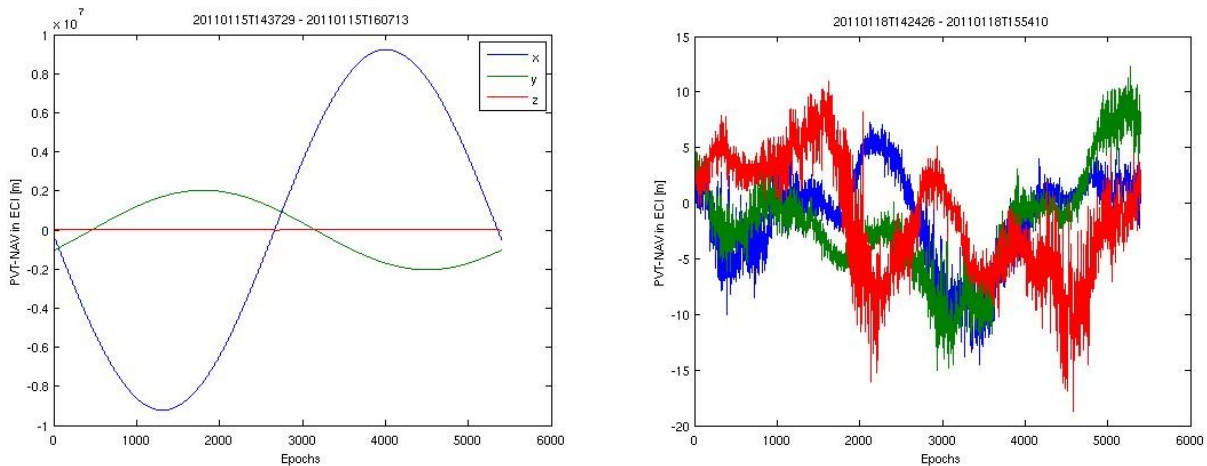 20110115T143729 - 20110115T160713
x 10^7
1
0.8
0.6
0.4
0.2
0
-0.2
-0.4
-0.6
-0.8
-1
PVT-NAV in ECI [m]
x
y
z
0 1000 2000 3000 4000 5000 6000
Epochs
20110118T142426 - 20110118T155410
15
10
5
0
-5
-10
-15
-20
PVT-NAV in ECI [m]
0 1000 2000 3000 4000 5000 6000
Epochs